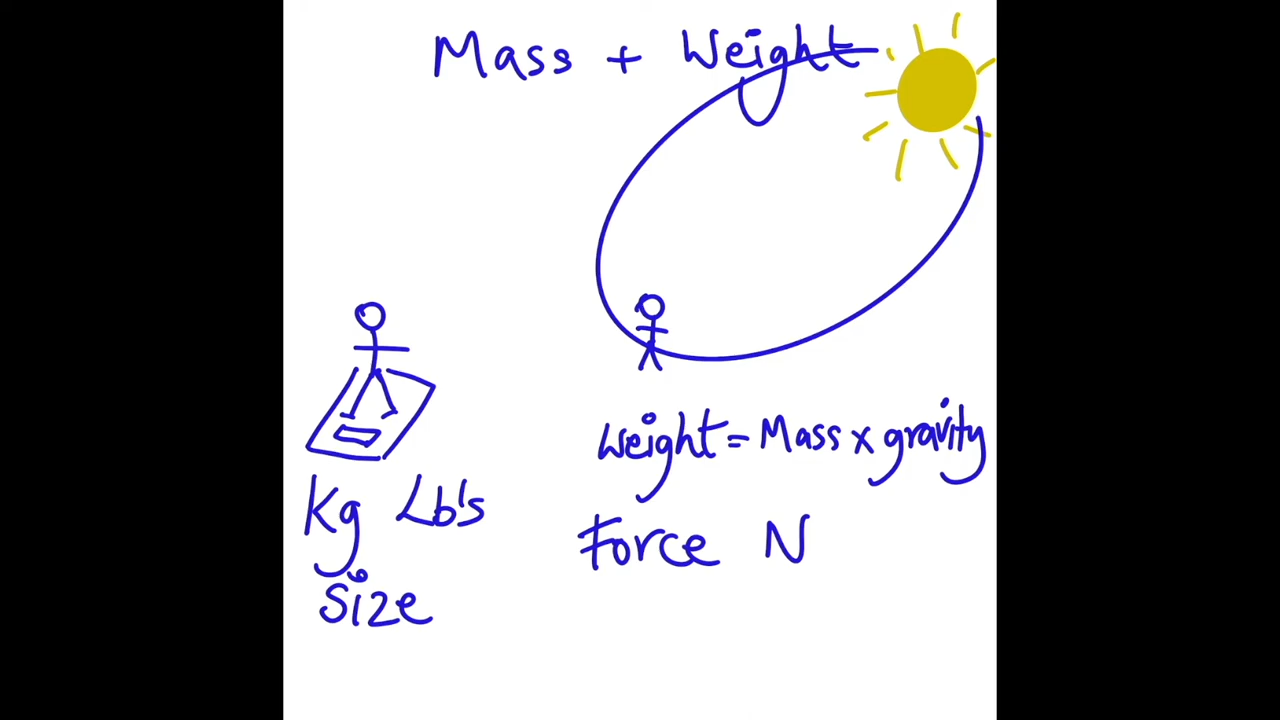 Mass + Weight
Weight = Mass x gravity
Kg Lb's
Force N
Size